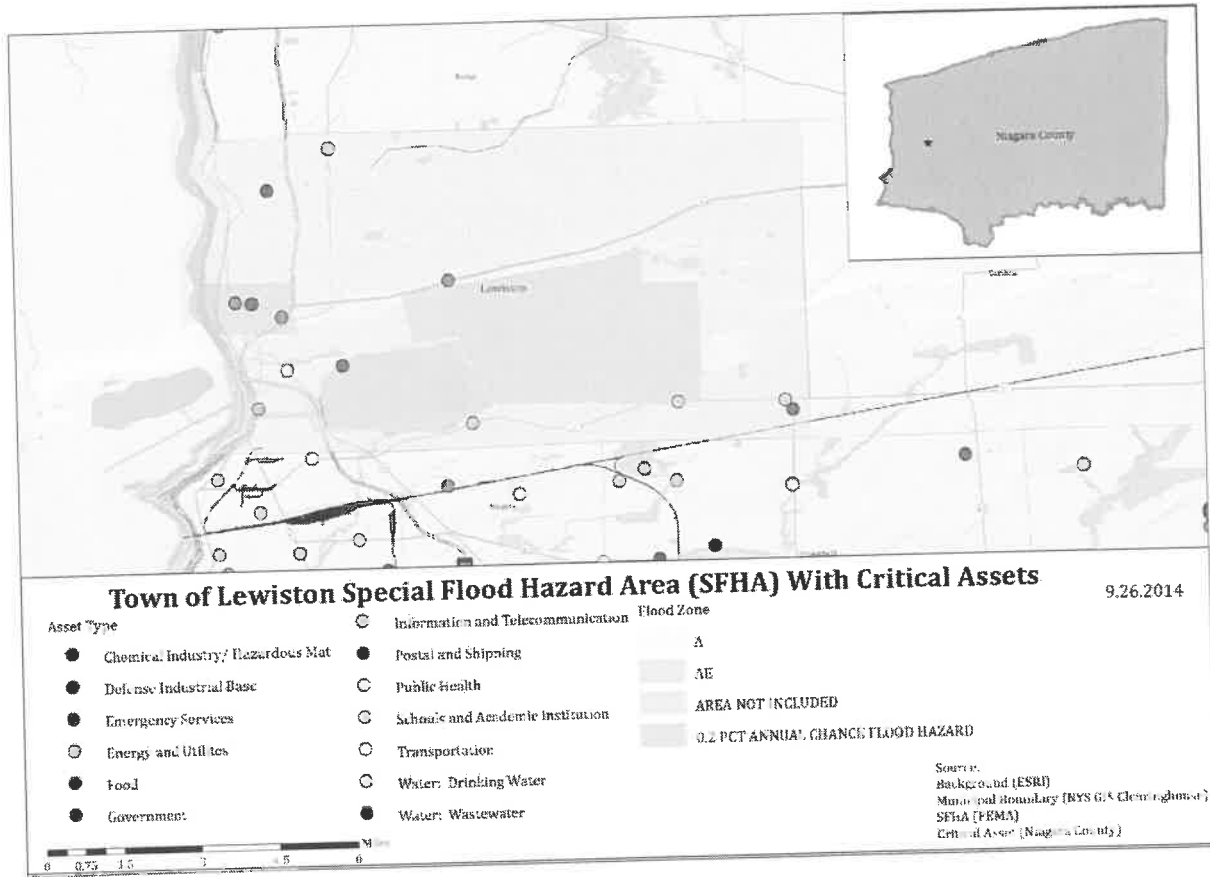 Niagara County
Lewiston
Cambria
Town of Lewiston Special Flood Hazard Area (SFHA) With Critical Assets
9.26.2014
Asset Type
Chemical Industry/ Hazardous Mat
Defense Industrial Base
Emergency Services
Energy and Utilites
Food
Government
Information and Telecommunication
Postal and Shipping
Public Health
Schools and Academic Institution
Transportation
Water: Drinking Water
Water: Wastewater
Flood Zone
A
AE
AREA NOT INCLUDED
0.2 PCT ANNUAL CHANCE FLOOD HAZARD
Source:
Background (ESRI)
Municipal Boundary (NYS GIS Clearinghouse)
SFHA (FEMA)
Critical Asset (Niagara County)
Miles
0 0.75 1.5 3 4.5 6